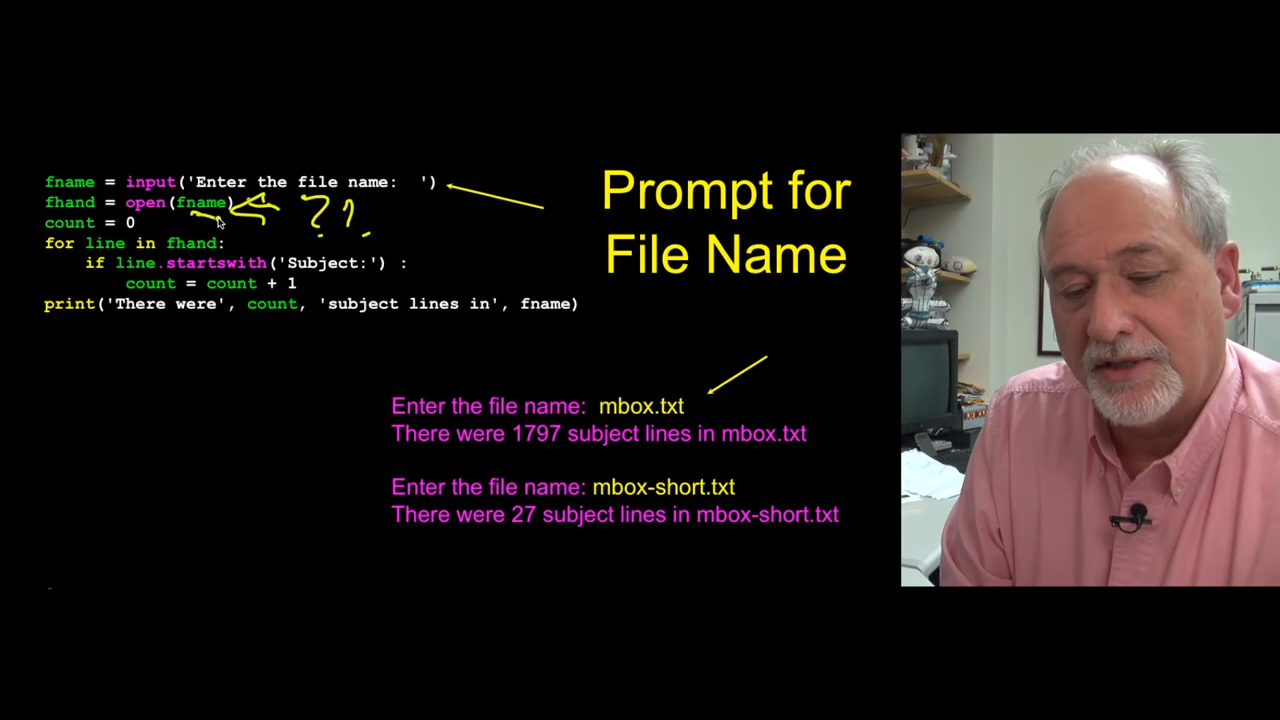 fname = input('Enter the file name:  ')
fhand = open(fname)
count = 0
for line in fhand:
    if line.startswith('Subject:') :
        count = count + 1
print('There were', count, 'subject lines in', fname)
??
Prompt for
File Name
Enter the file name:  mbox.txt
There were 1797 subject lines in mbox.txt
Enter the file name: mbox-short.txt
There were 27 subject lines in mbox-short.txt